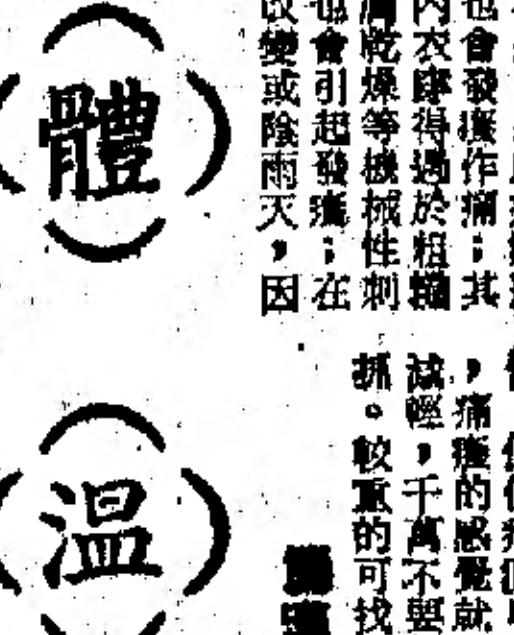 也會發癢作痛；其
內衣穿得過於粗糙
乾燥等機械性刺
也會引起發癢；在
改變或陰雨天，因
，痛癢的感覺就
減輕，千萬不要
抓。較重的可找
體
溫